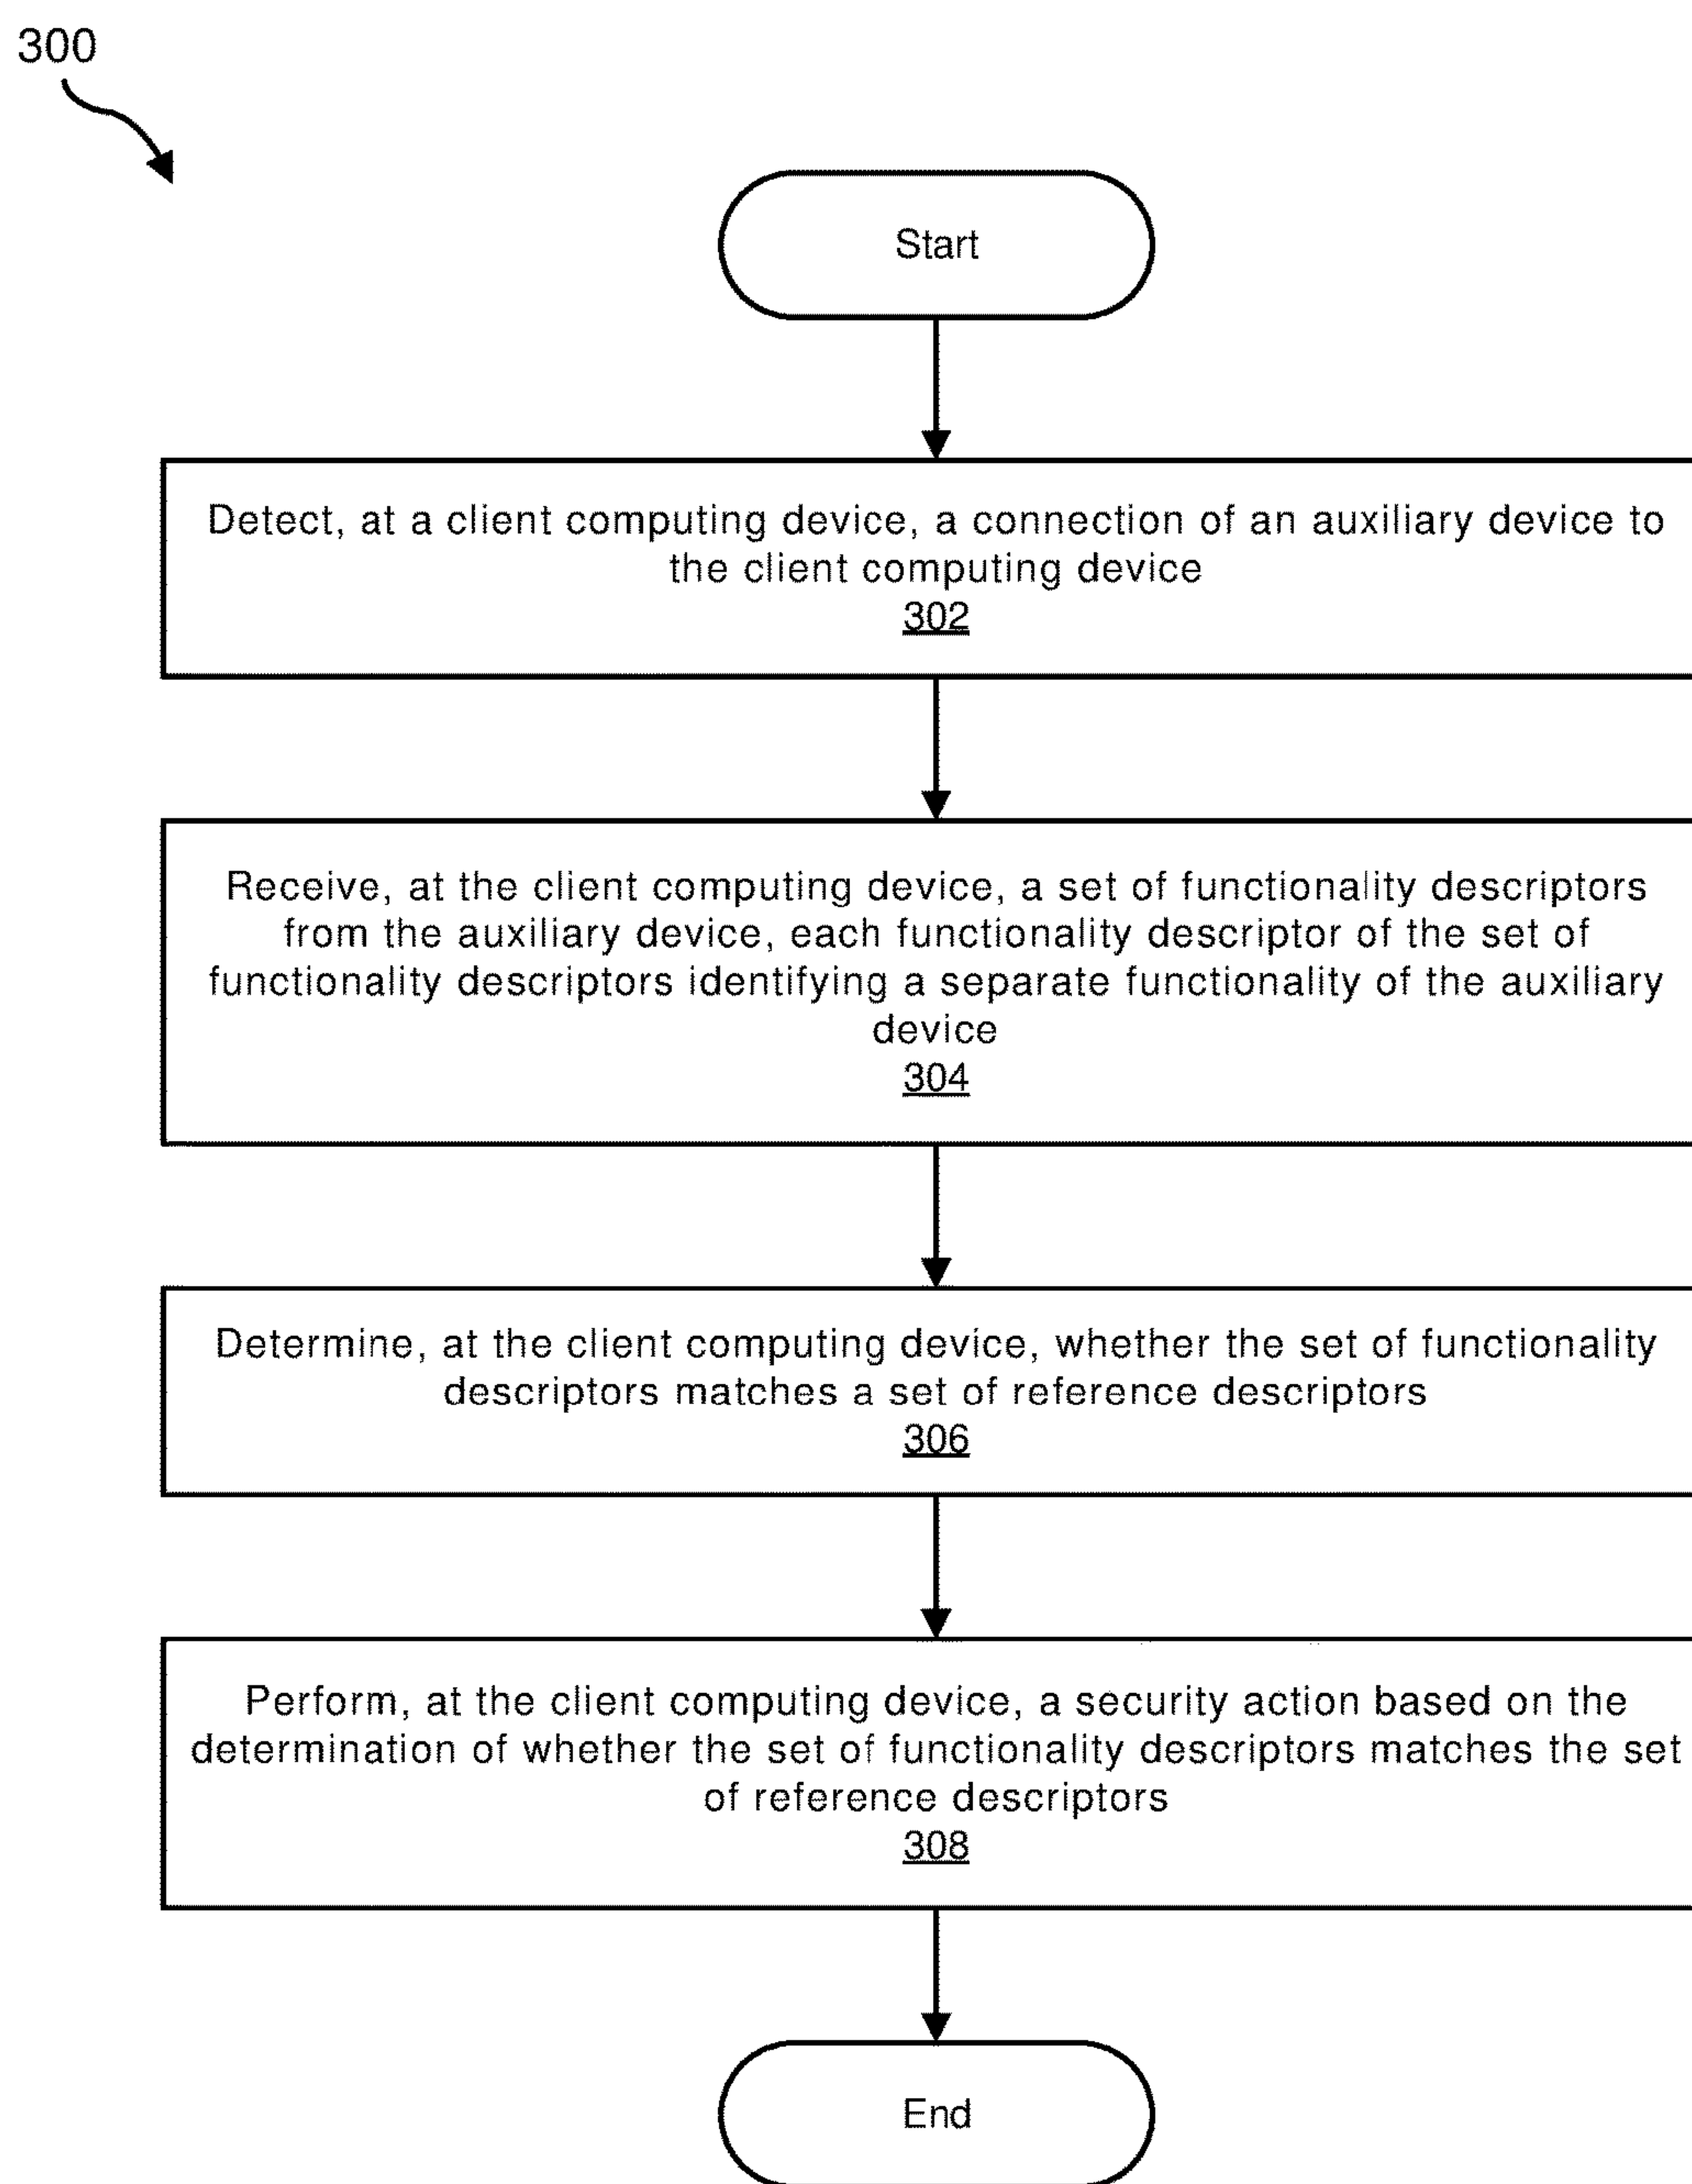 300
Start
Detect, at a client computing device, a connection of an auxiliary device to
the client computing device
302
Receive, at the client computing device, a set of functionality descriptors
from the auxiliary device, each functionality descriptor of the set of
functionality descriptors identifying a separate functionality of the auxiliary
device
304
Determine, at the client computing device, whether the set of functionality
descriptors matches a set of reference descriptors
306
Perform, at the client computing device, a security action based on the
determination of whether the set of functionality descriptors matches the set
of reference descriptors
308
End